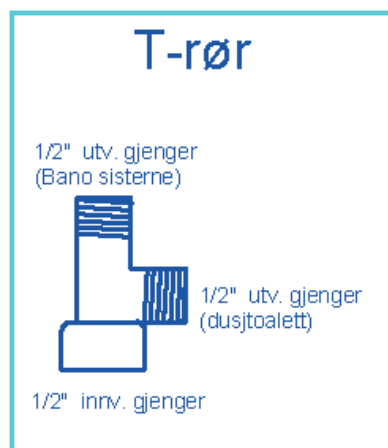 T-rør
1/2" utv. gjenger
(Bano sisterne)
1/2" utv. gjenger
(dusjtoalett)
1/2" innv. gjenger